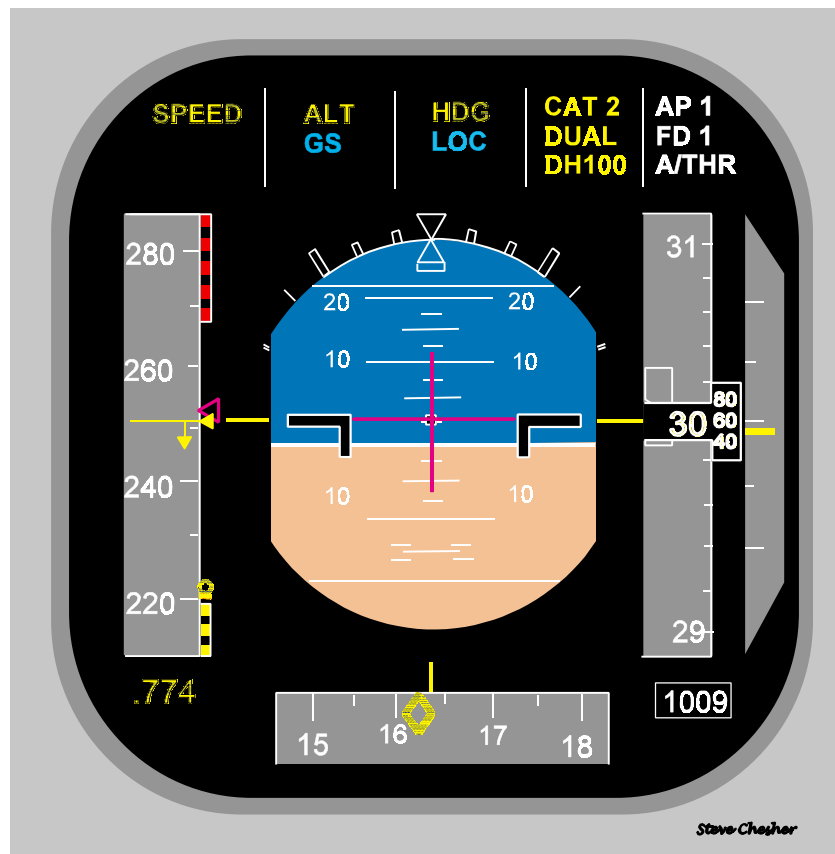 SPEED ALT HDG CAT 2 AP 1
GS LOC DUAL FD 1
DH100 A/THR
280 31
20 20
260 10 10
80
30 60
40
240 10 10
220 29
.774 1009
15 16 17 18
Steve Chesher